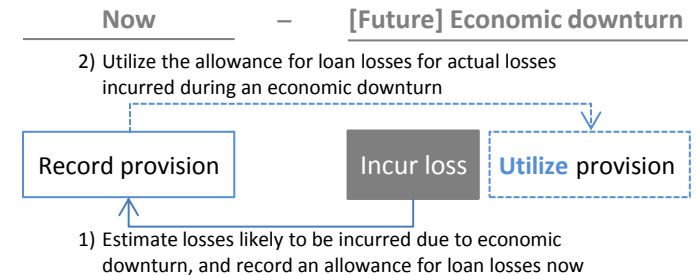 Now – [Future] Economic downturn
2) Utilize the allowance for loan losses for actual losses
incurred during an economic downturn
Record provision
Incur loss
Utilize provision
1) Estimate losses likely to be incurred due to economic
downturn, and record an allowance for loan losses now